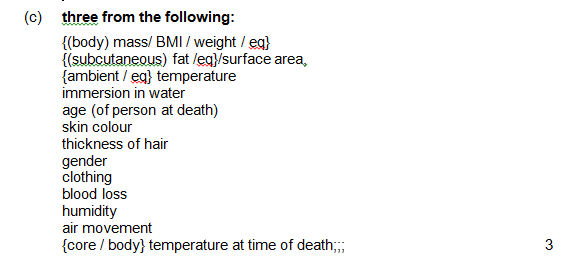 (c) three from the following:
{(body) mass/ BMI / weight / eq}
{(subcutaneous) fat /eq}/surface area,
{ambient / eq} temperature
immersion in water
age (of person at death)
skin colour
thickness of hair
gender
clothing
blood loss
humidity
air movement
{core / body} temperature at time of death;;; 3